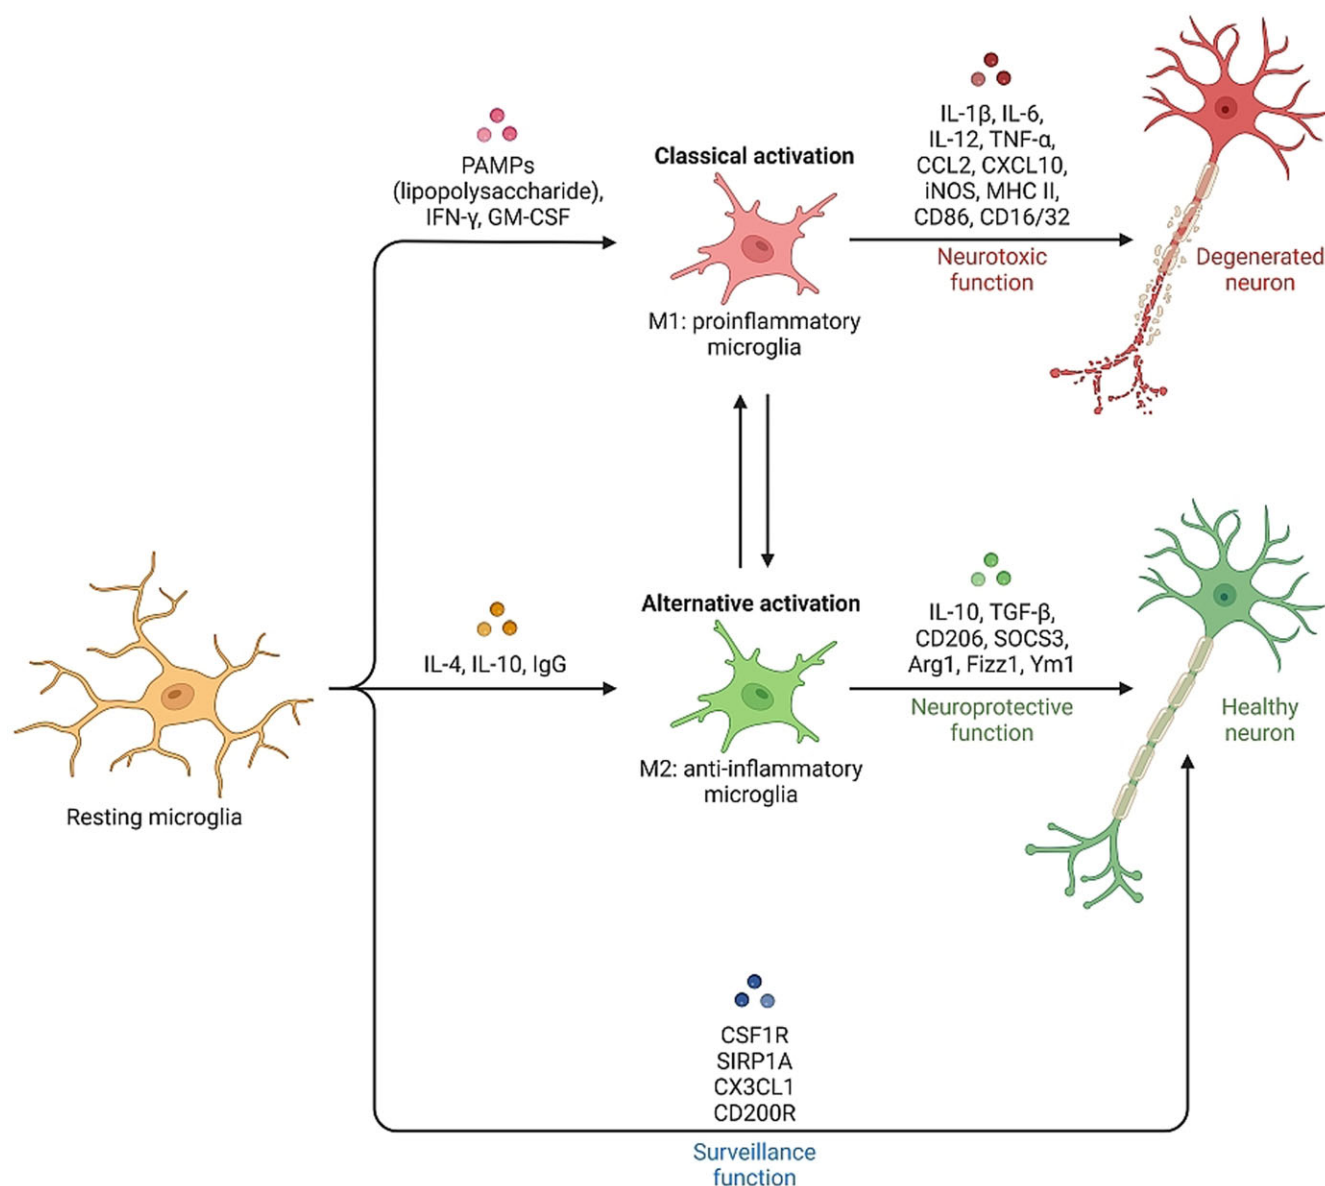 PAMPs
(lipopolysaccharide),
IFN-γ, GM-CSF
Classical activation
M1: proinflammatory
microglia
IL-1β, IL-6,
IL-12, TNF-α,
CCL2, CXCL10,
iNOS, MHC II,
CD86, CD16/32
Neurotoxic
function
Degenerated
neuron
Resting microglia
IL-4, IL-10, IgG
Alternative activation
M2: anti-inflammatory
microglia
IL-10, TGF-β,
CD206, SOCS3,
Arg1, Fizz1, Ym1
Neuroprotective
function
Healthy
neuron
CSF1R
SIRP1A
CX3CL1
CD200R
Surveillance
function